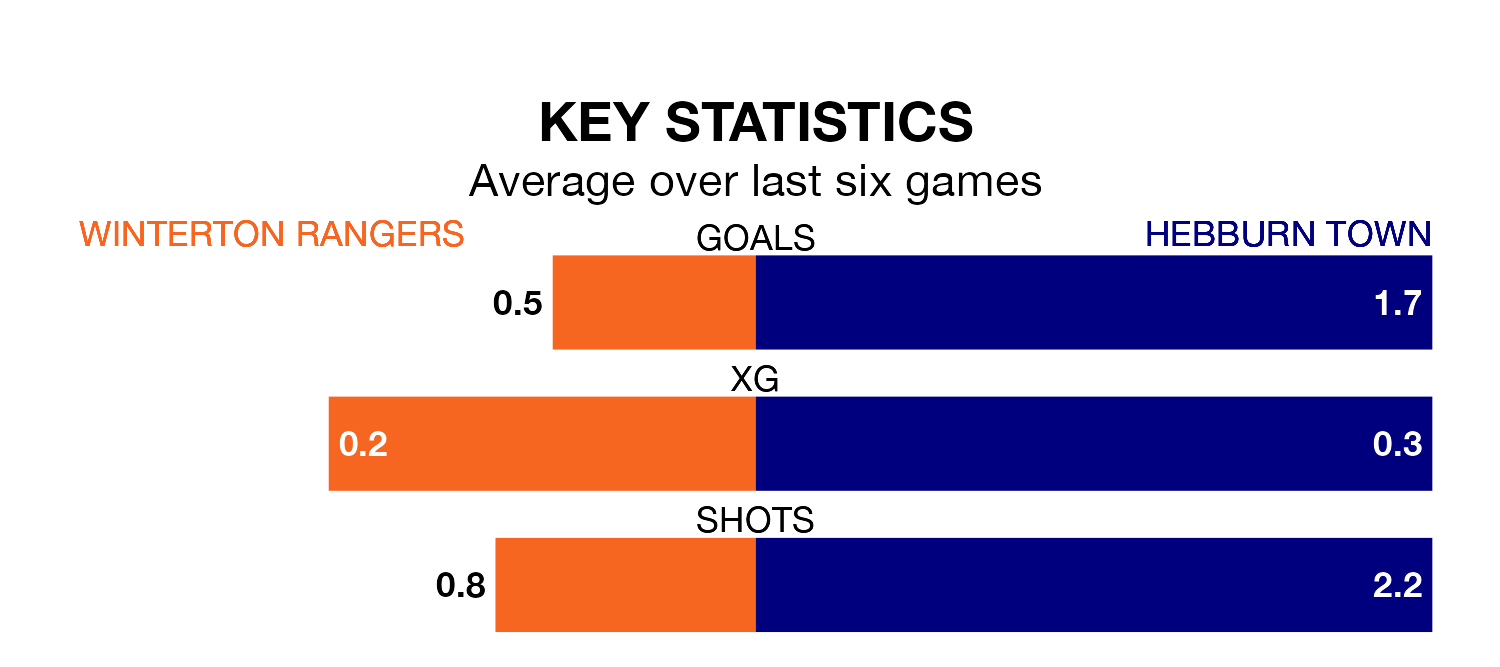 KEY STATISTICS
Average over last six games
WINTERTON RANGERS
GOALS
HEBBURN TOWN
0.5
1.7
XG
0.2
0.3
SHOTS
0.8
2.2